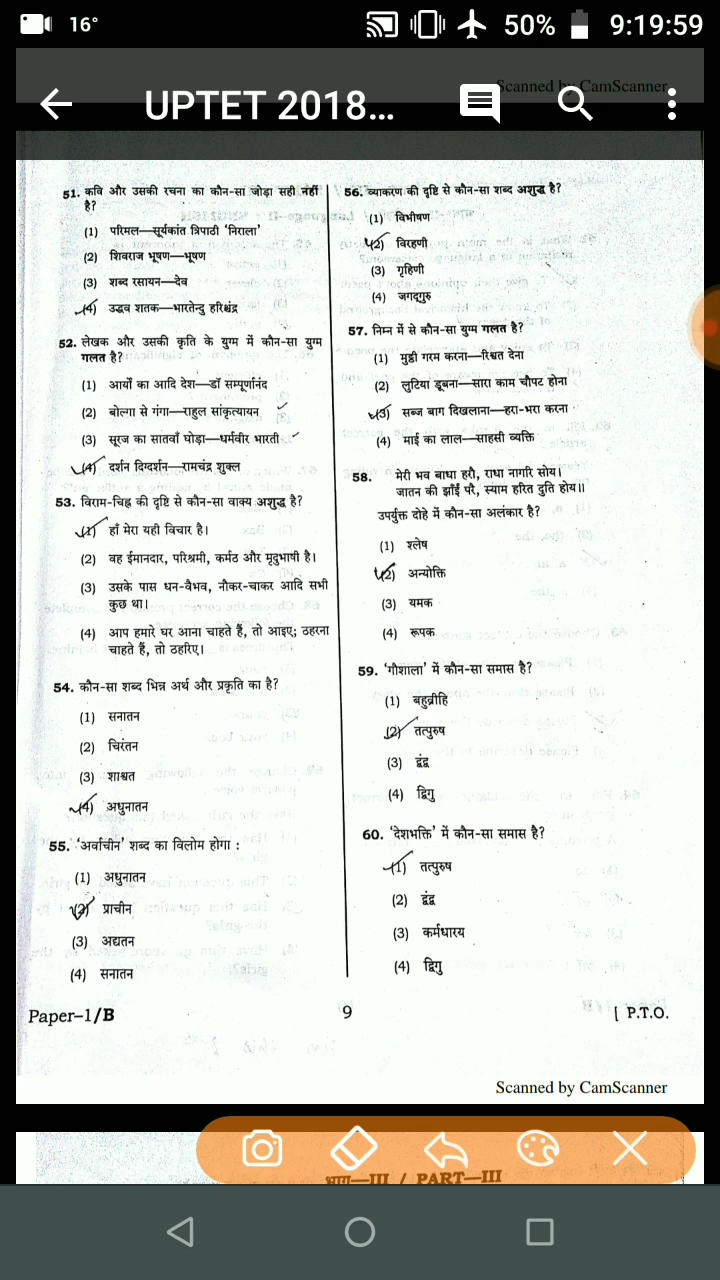 16°
50%
9:19:59
Scanned by CamScanner
UPTET 2018...
51. कवि और उसकी रचना का कौन-सा जोड़ा सही नहीं
है?
(1) परिमल—सूर्यकांत त्रिपाठी ‘निराला’
(2) शिवराज भूषण—भूषण
(3) शब्द रसायन—देव
(4) उद्धव शतक—भारतेन्दु हरिश्चंद्र
52. लेखक और उसकी कृति के युग्म में कौन-सा युग्म
गलत है?
(1) आर्यों का आदि देश—डॉ सम्पूर्णानंद
(2) बोल्गा से गंगा—राहुल सांकृत्यायन
(3) सूरज का सातवाँ घोड़ा—धर्मवीर भारती
(4) दर्शन दिग्दर्शन—रामचंद्र शुक्ल
53. विराम-चिह्न की दृष्टि से कौन-सा वाक्य अशुद्ध है?
(1) हाँ मेरा यही विचार है।
(2) वह ईमानदार, परिश्रमी, कर्मठ और मृदुभाषी है।
(3) उसके पास धन-वैभव, नौकर-चाकर आदि सभी
कुछ था।
(4) आप हमारे घर आना चाहते हैं, तो आइए; ठहरना
चाहते हैं, तो ठहरिए।
54. कौन-सा शब्द भिन्न अर्थ और प्रकृति का है?
(1) सनातन
(2) चिरंतन
(3) शाश्वत
(4) अधुनातन
55. ‘अर्वाचीन’ शब्द का विलोम होगा :
(1) अधुनातन
(2) प्राचीन
(3) अद्यतन
(4) सनातन
56. व्याकरण की दृष्टि से कौन-सा शब्द अशुद्ध है?
(1) विभीषण
(2) विरहणी
(3) गृहिणी
(4) जगद्गुरु
57. निम्न में से कौन-सा युग्म गलत है?
(1) मुट्ठी गरम करना—रिश्वत देना
(2) लुटिया डूबना—सारा काम चौपट होना
(3) सब्ज बाग दिखलाना—हरा-भरा करना
(4) माई का लाल—साहसी व्यक्ति
58. मेरी भव बाधा हरौ, राधा नागरि सोय।
जातन की झाँईं परै, स्याम हरित दुति होय॥
उपर्युक्त दोहे में कौन-सा अलंकार है?
(1) श्लेष
(2) अन्योक्ति
(3) यमक
(4) रूपक
59. ‘गौशाला’ में कौन-सा समास है?
(1) बहुव्रीहि
(2) तत्पुरुष
(3) द्वंद्व
(4) द्विगु
60. ‘देशभक्ति’ में कौन-सा समास है?
(1) तत्पुरुष
(2) द्वंद्व
(3) कर्मधारय
(4) द्विगु
Paper–1/B
9
[ P.T.O.
Scanned by CamScanner
भाग—III / PART—III